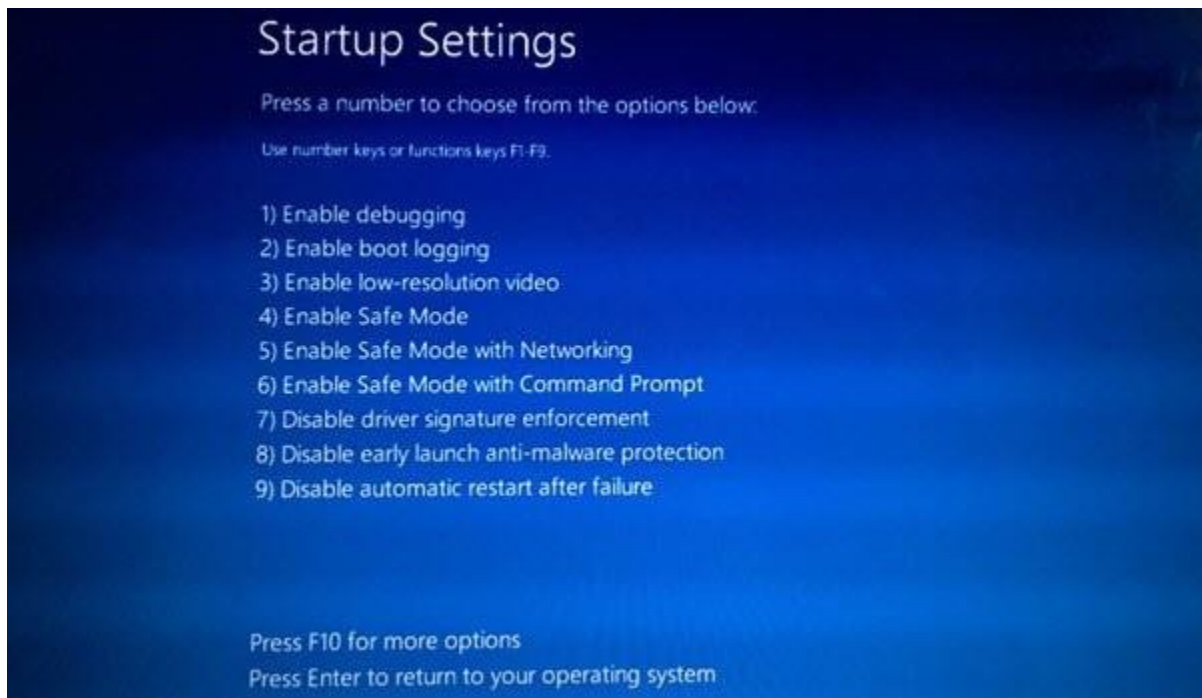 Startup Settings
Press a number to choose from the options below:
Use number keys or functions keys F1-F9.
1) Enable debugging
2) Enable boot logging
3) Enable low-resolution video
4) Enable Safe Mode
5) Enable Safe Mode with Networking
6) Enable Safe Mode with Command Prompt
7) Disable driver signature enforcement
8) Disable early launch anti-malware protection
9) Disable automatic restart after failure
Press F10 for more options
Press Enter to return to your operating system